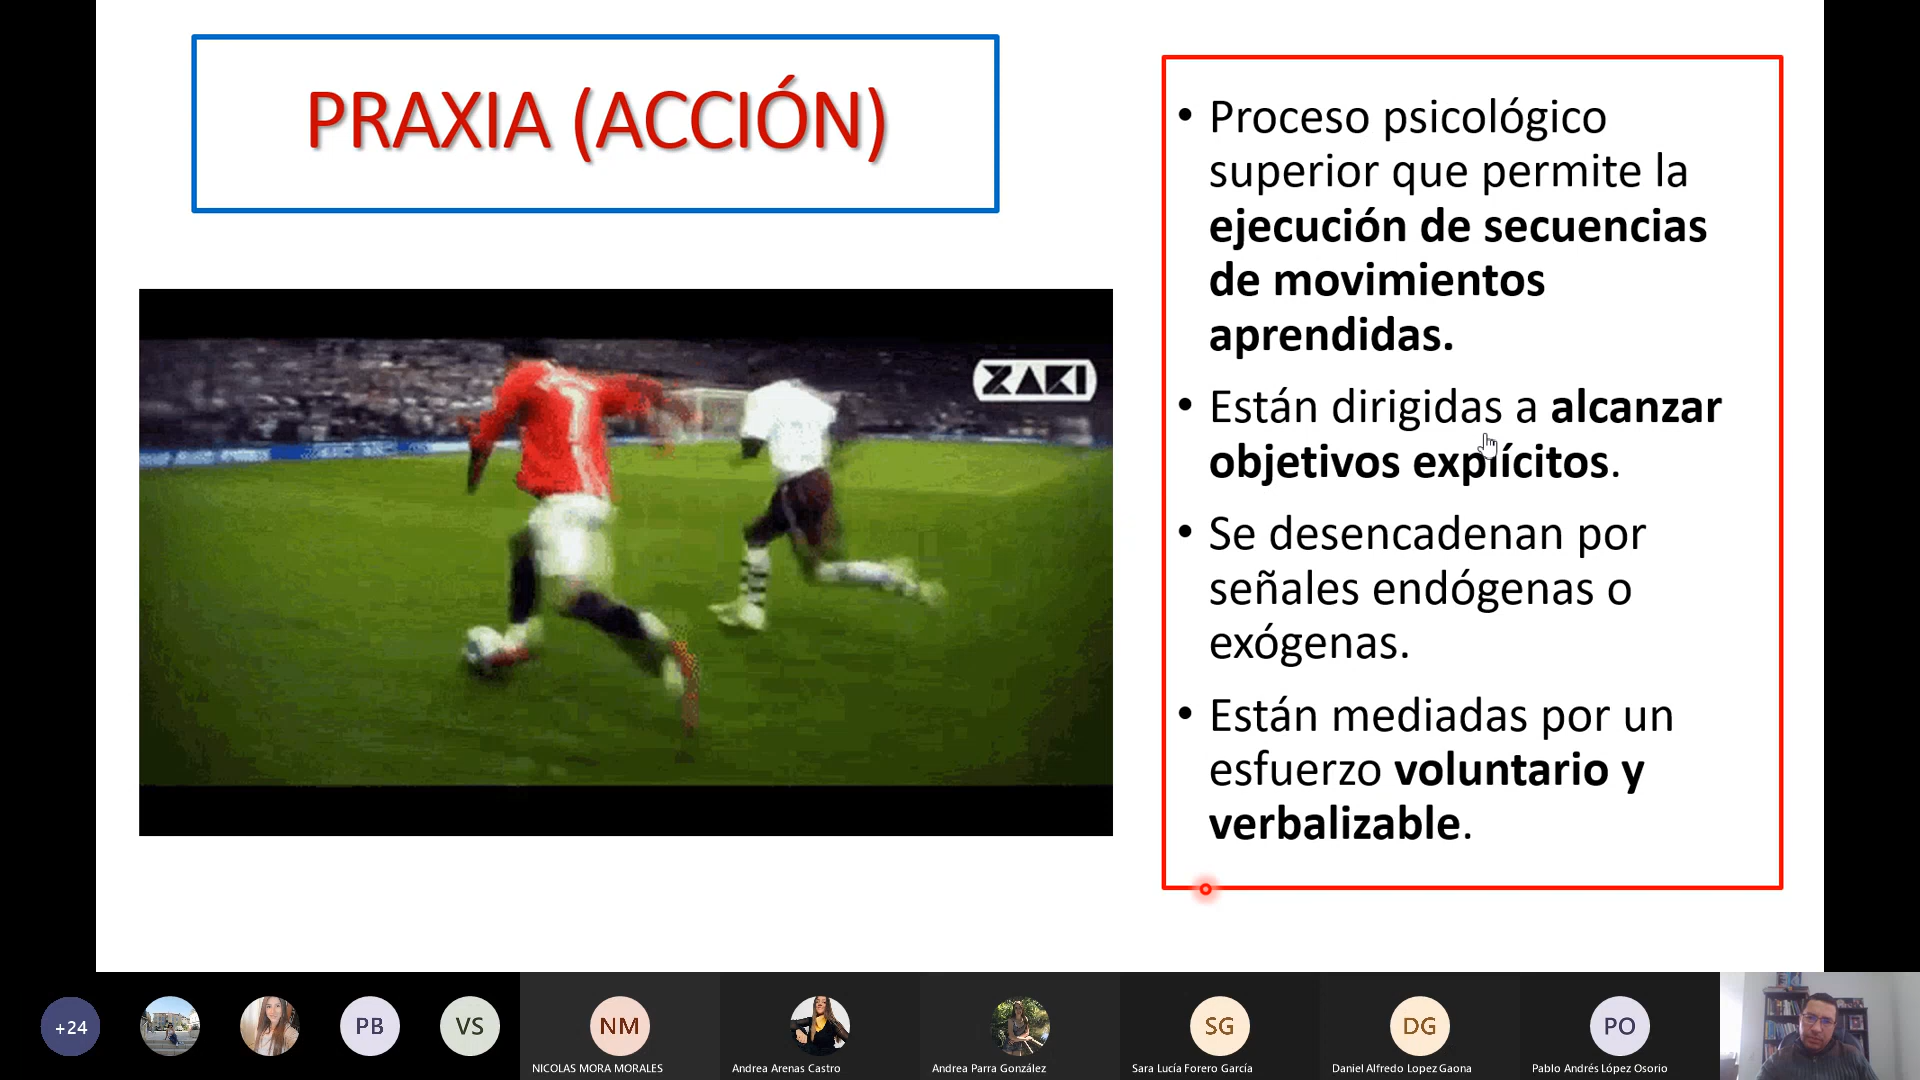 PRAXIA (ACCIÓN)
ZAKI
7
• Proceso psicológico
superior que permite la
ejecución de secuencias
de movimientos
aprendidas.
• Están dirigidas a alcanzar
objetivos explícitos.
• Se desencadenan por
señales endógenas o
exógenas.
• Están mediadas por un
esfuerzo voluntario y
verbalizable.
+24
PB
VS
NM
NICOLAS MORA MORALES
Andrea Arenas Castro
Andrea Parra González
SG
Sara Lucía Forero García
DG
Daniel Alfredo Lopez Gaona
PO
Pablo Andrés López Osorio